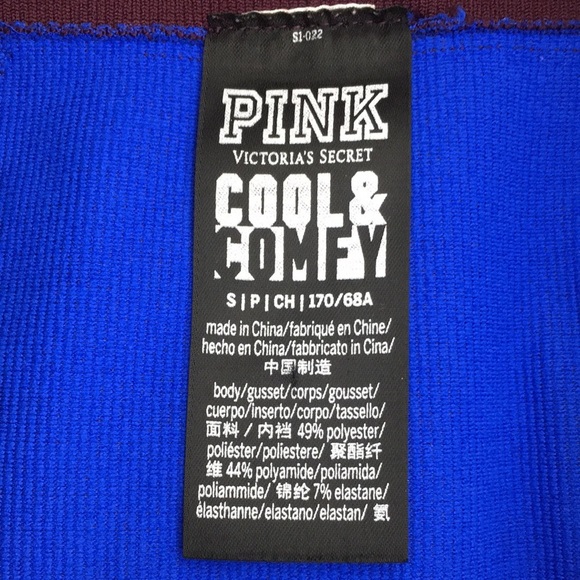 S1-022
PINK
VICTORIA'S SECRET
COOL&
COMFY
S|P|CH|170/68A
made in China/fabriqué en Chine/
hecho en China/fabbricato in Cina/
中国制造
body/gusset/corps/gousset/
cuerpo/inserto/corpo/tassello/
面料 / 内裆 49% polyester/
poliéster/poliestere/ 聚酯纤
维 44% polyamide/poliamida/
poliammide/ 锦纶 7% elastane/
élasthanne/elastano/elastan/ 氨